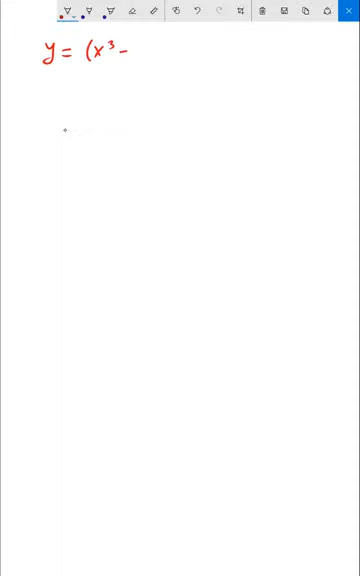 y = (x³ -